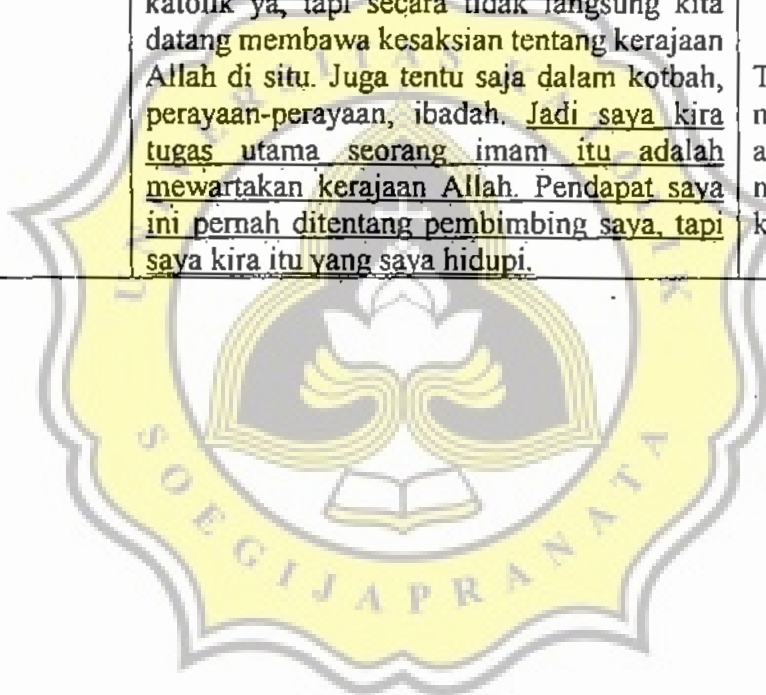 katolik ya, tapi secara tidak langsung kita
datang membawa kesaksian tentang kerajaan
Allah di situ. Juga tentu saja dalam kotbah,
perayaan-perayaan, ibadah. Jadi saya kira
tugas utama seorang imam itu adalah
mewartakan kerajaan Allah. Pendapat saya
ini pernah ditentang pembimbing saya, tapi
saya kira itu yang saya hidupi.
T
m
a
m
k
UNIVERSITAS KATOLIK
SOEGIJAPRANATA